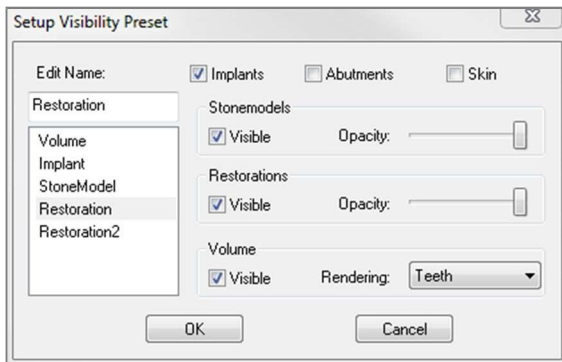 Setup Visibility Preset
Edit Name: Implants Abutments Skin
Restoration
Stonemodels
Visible Opacity:
Volume
Implant
StoneModel
Restoration
Restoration2
Restorations
Visible Opacity:
Volume
Visible Rendering: Teeth
OK Cancel